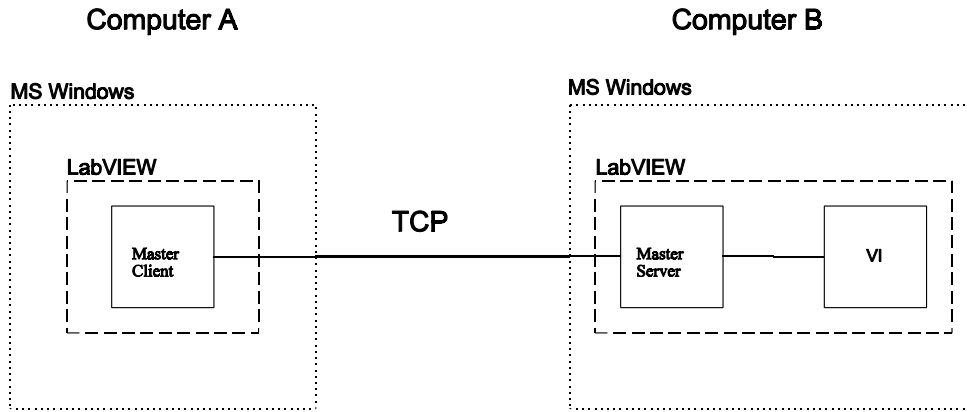 Computer A
Computer B
MS Windows
MS Windows
LabVIEW
LabVIEW
TCP
Master
Client
Master
Server
VI